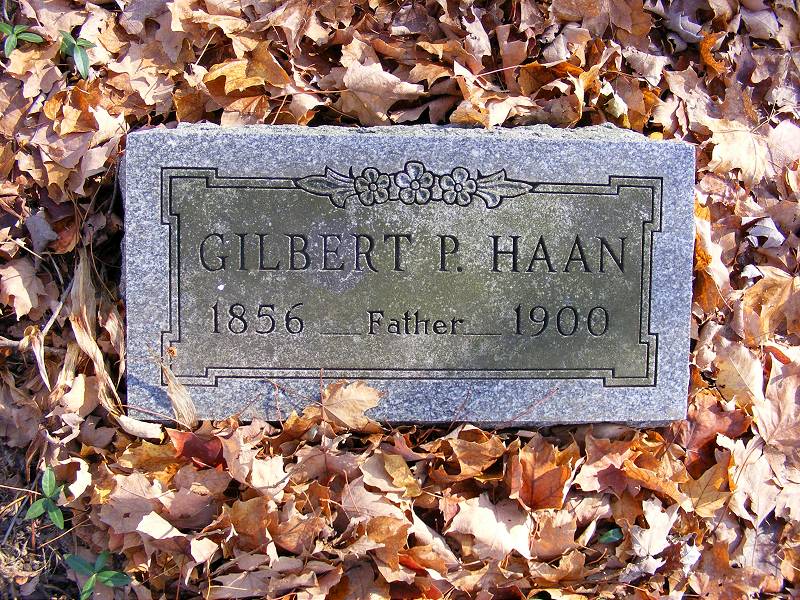 GILBERT P. HAAN
1856 Father 1900